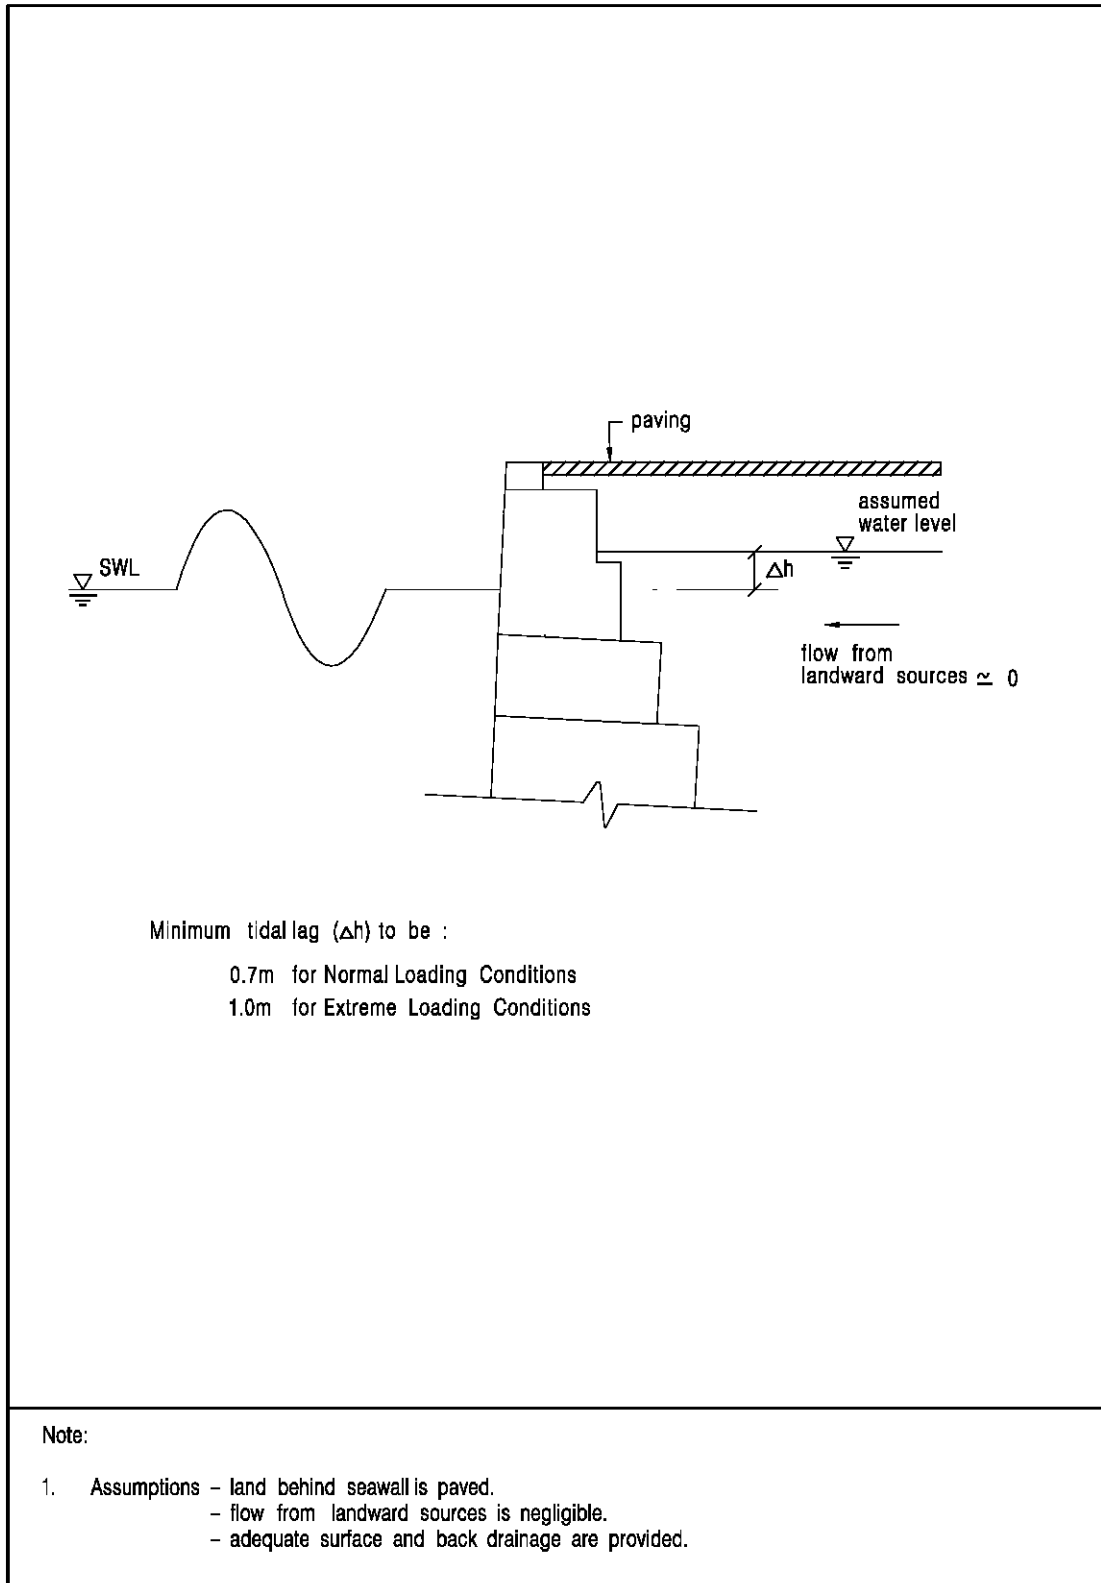 paving
assumed
water level
SWL
Δh
flow from
landward sources ≃ 0
Minimum tidal lag (Δh) to be :
0.7m for Normal Loading Conditions
1.0m for Extreme Loading Conditions
Note:
1. Assumptions – land behind seawall is paved.
– flow from landward sources is negligible.
– adequate surface and back drainage are provided.